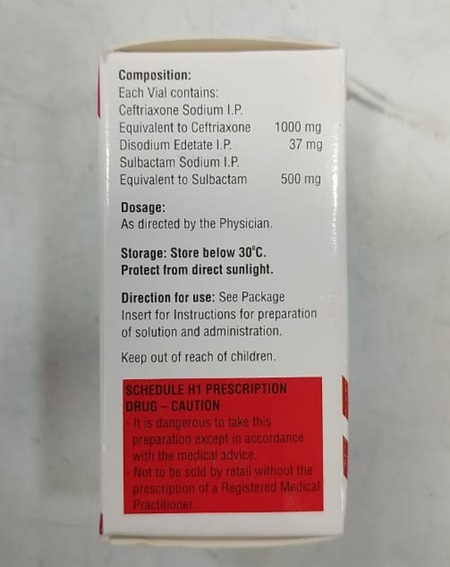 Composition:
Each Vial contains:
Ceftriaxone Sodium I.P.
Equivalent to Ceftriaxone 1000 mg
Disodium Edetate I.P. 37 mg
Sulbactam Sodium I.P.
Equivalent to Sulbactam 500 mg
Dosage:
As directed by the Physician.
Storage: Store below 30°C.
Protect from direct sunlight.
Direction for use: See Package
Insert for Instructions for preparation
of solution and administration.
Keep out of reach of children.
SCHEDULE H1 PRESCRIPTION
DRUG – CAUTION
- It is dangerous to take this
preparation except in accordance
with the medical advice.
- Not to be sold by retail without the
prescription of a Registered Medical
Practitioner.